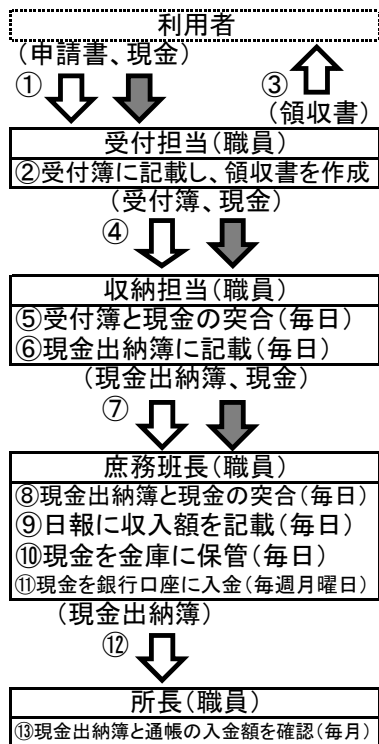 利用者
(申請書、現金)
① ③
(領収書)
受付担当(職員)
②受付簿に記載し、領収書を作成
(受付簿、現金)
④
収納担当(職員)
⑤受付簿と現金の突合(毎日)
⑥現金出納簿に記載(毎日)
(現金出納簿、現金)
⑦
庶務班長(職員)
⑧現金出納簿と現金の突合(毎日)
⑨日報に収入額を記載(毎日)
⑩現金を金庫に保管(毎日)
⑪現金を銀行口座に入金(毎週月曜日)
(現金出納簿)
⑫
所長(職員)
⑬現金出納簿と通帳の入金額を確認(毎月)